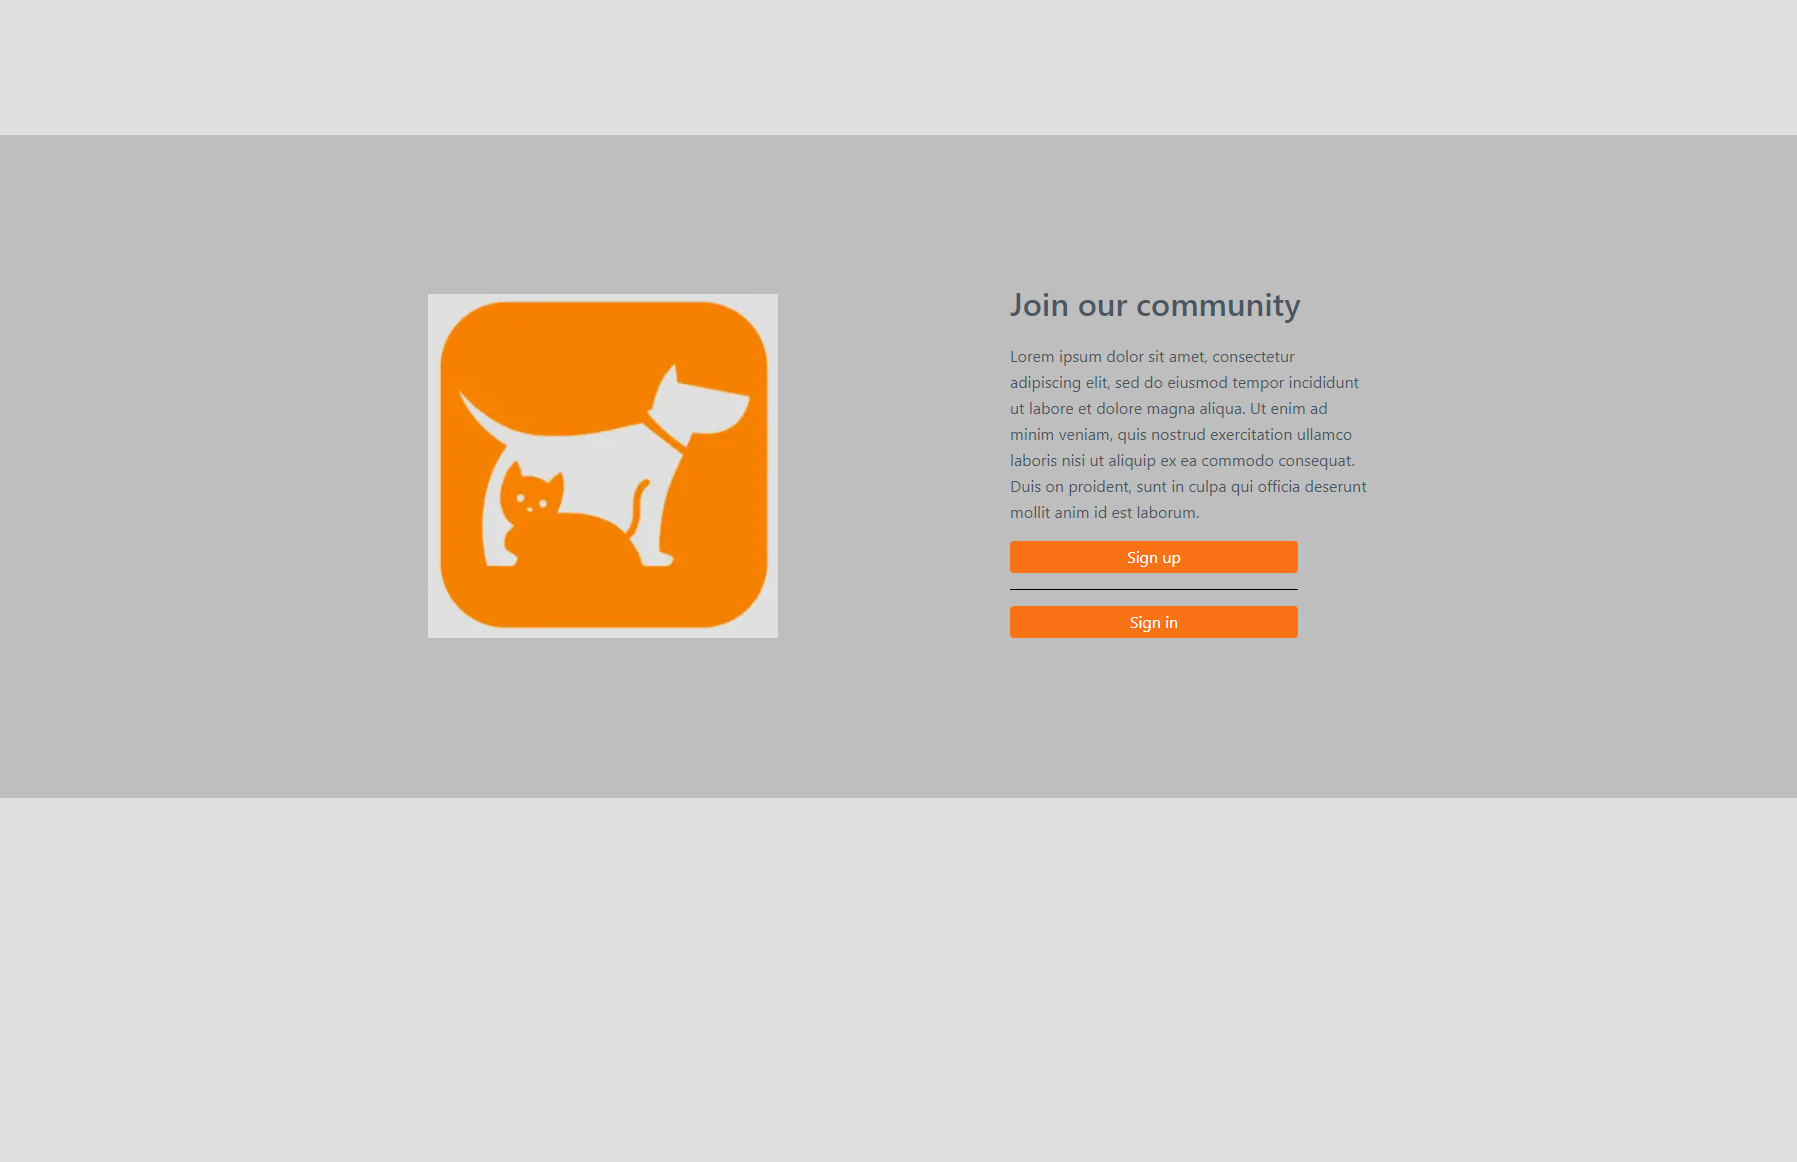 Join our community
Lorem ipsum dolor sit amet, consectetur
adipiscing elit, sed do eiusmod tempor incididunt
ut labore et dolore magna aliqua. Ut enim ad
minim veniam, quis nostrud exercitation ullamco
laboris nisi ut aliquip ex ea commodo consequat.
Duis on proident, sunt in culpa qui officia deserunt
mollit anim id est laborum.
Sign up
Sign in